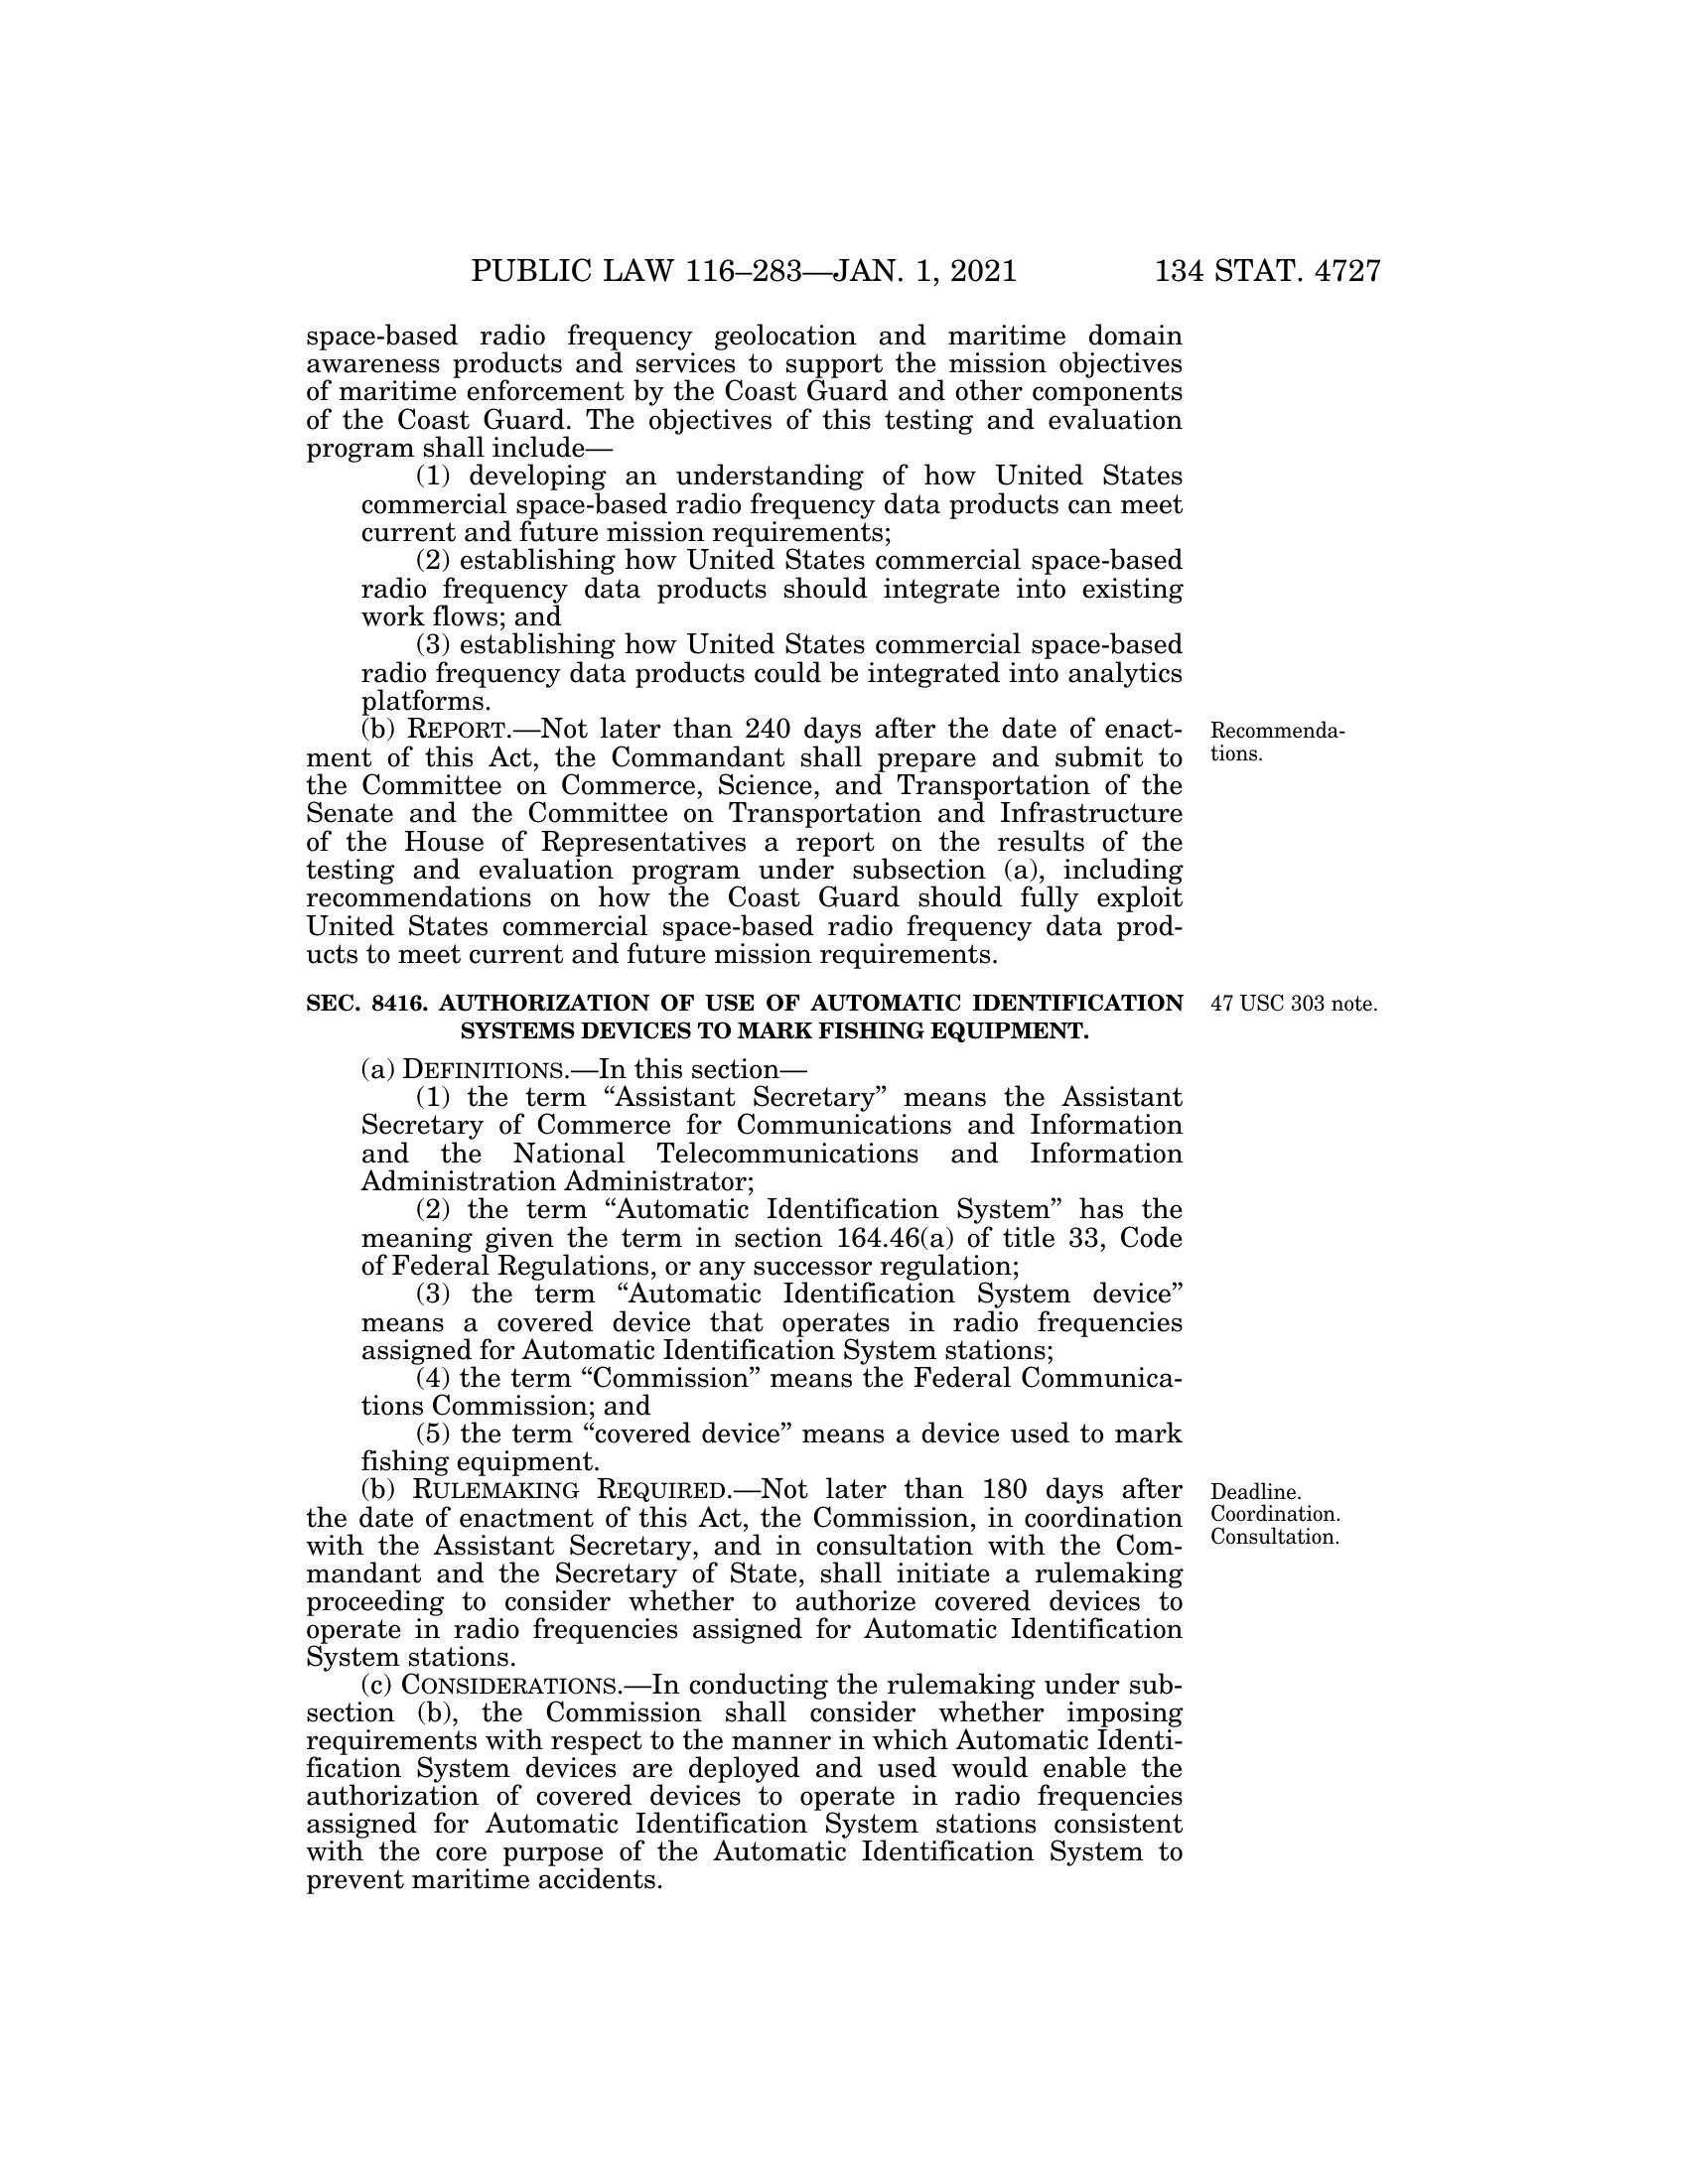 PUBLIC LAW 116–283—JAN. 1, 2021 134 STAT. 4727
space-based radio frequency geolocation and maritime domain
awareness products and services to support the mission objectives
of maritime enforcement by the Coast Guard and other components
of the Coast Guard. The objectives of this testing and evaluation
program shall include—
(1) developing an understanding of how United States
commercial space-based radio frequency data products can meet
current and future mission requirements;
(2) establishing how United States commercial space-based
radio frequency data products should integrate into existing
work flows; and
(3) establishing how United States commercial space-based
radio frequency data products could be integrated into analytics
platforms.
(b) REPORT.—Not later than 240 days after the date of enact-
ment of this Act, the Commandant shall prepare and submit to
the Committee on Commerce, Science, and Transportation of the
Senate and the Committee on Transportation and Infrastructure
of the House of Representatives a report on the results of the
testing and evaluation program under subsection (a), including
recommendations on how the Coast Guard should fully exploit
United States commercial space-based radio frequency data prod-
ucts to meet current and future mission requirements.
Recommenda-
tions.
SEC. 8416. AUTHORIZATION OF USE OF AUTOMATIC IDENTIFICATION
SYSTEMS DEVICES TO MARK FISHING EQUIPMENT.
47 USC 303 note.
(a) DEFINITIONS.—In this section—
(1) the term “Assistant Secretary” means the Assistant
Secretary of Commerce for Communications and Information
and the National Telecommunications and Information
Administration Administrator;
(2) the term “Automatic Identification System” has the
meaning given the term in section 164.46(a) of title 33, Code
of Federal Regulations, or any successor regulation;
(3) the term “Automatic Identification System device”
means a covered device that operates in radio frequencies
assigned for Automatic Identification System stations;
(4) the term “Commission” means the Federal Communica-
tions Commission; and
(5) the term “covered device” means a device used to mark
fishing equipment.
(b) RULEMAKING REQUIRED.—Not later than 180 days after
the date of enactment of this Act, the Commission, in coordination
with the Assistant Secretary, and in consultation with the Com-
mandant and the Secretary of State, shall initiate a rulemaking
proceeding to consider whether to authorize covered devices to
operate in radio frequencies assigned for Automatic Identification
System stations.
Deadline.
Coordination.
Consultation.
(c) CONSIDERATIONS.—In conducting the rulemaking under sub-
section (b), the Commission shall consider whether imposing
requirements with respect to the manner in which Automatic Identi-
fication System devices are deployed and used would enable the
authorization of covered devices to operate in radio frequencies
assigned for Automatic Identification System stations consistent
with the core purpose of the Automatic Identification System to
prevent maritime accidents.